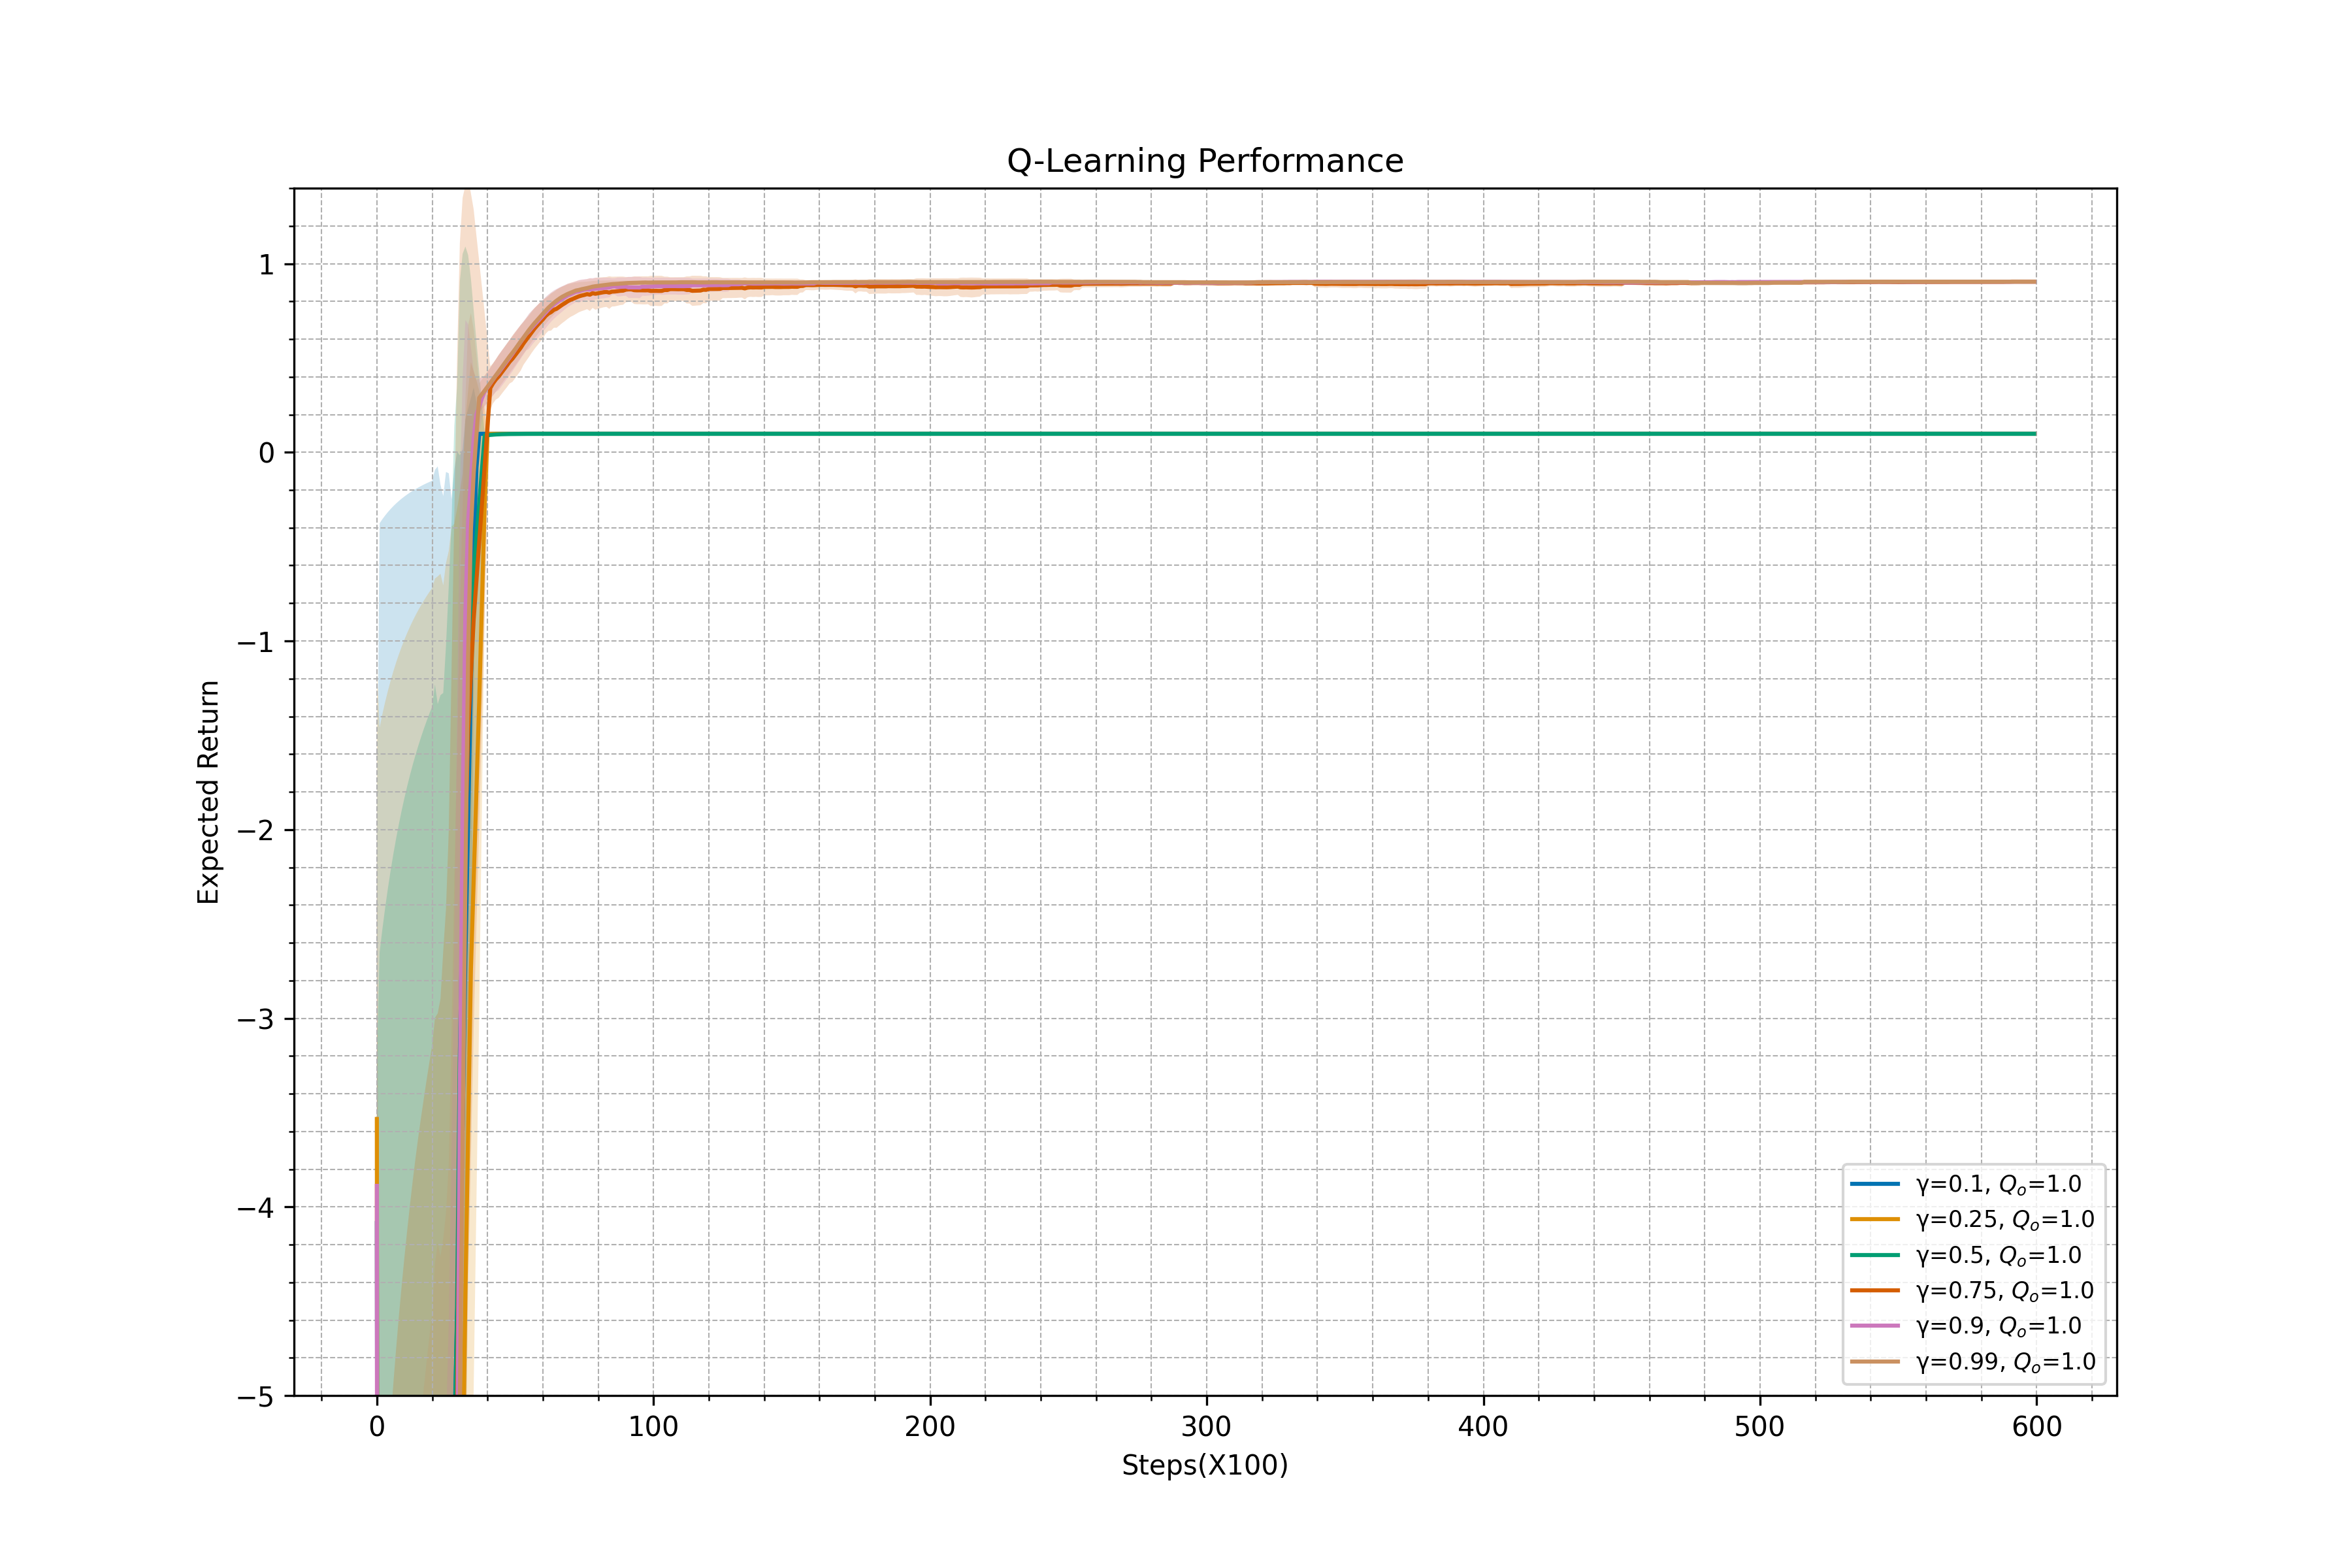 Q-Learning Performance
Expected Return
1
0
−1
−2
−3
−4
−5
0 100 200 300 400 500 600
Steps(X100)
γ=0.1, Qₒ=1.0
γ=0.25, Qₒ=1.0
γ=0.5, Qₒ=1.0
γ=0.75, Qₒ=1.0
γ=0.9, Qₒ=1.0
γ=0.99, Qₒ=1.0